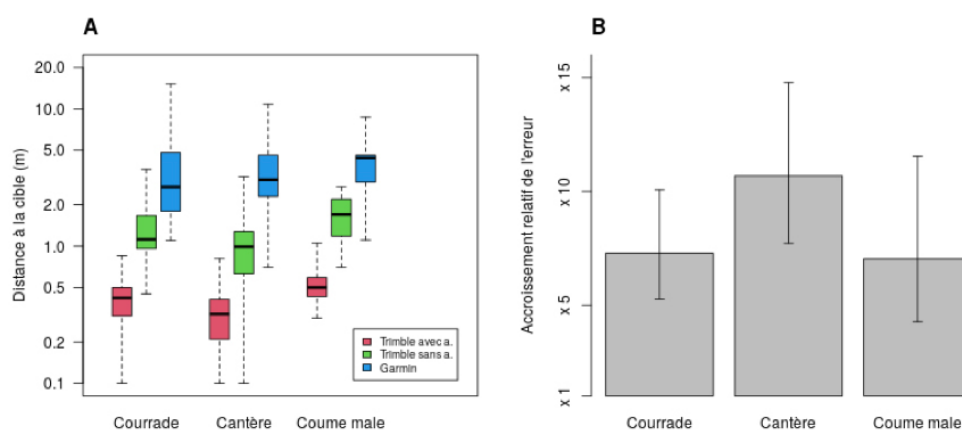 A
Distance à la cible (m)
20.0
10.0
5.0
2.0
1.0
0.5
0.2
0.1
Trimble avec a.
Trimble sans a.
Garmin
Courrade Cantère Coume male
B
Accroissement relatif de l'erreur
x 15
x 10
x 5
x 1
Courrade Cantère Coume male